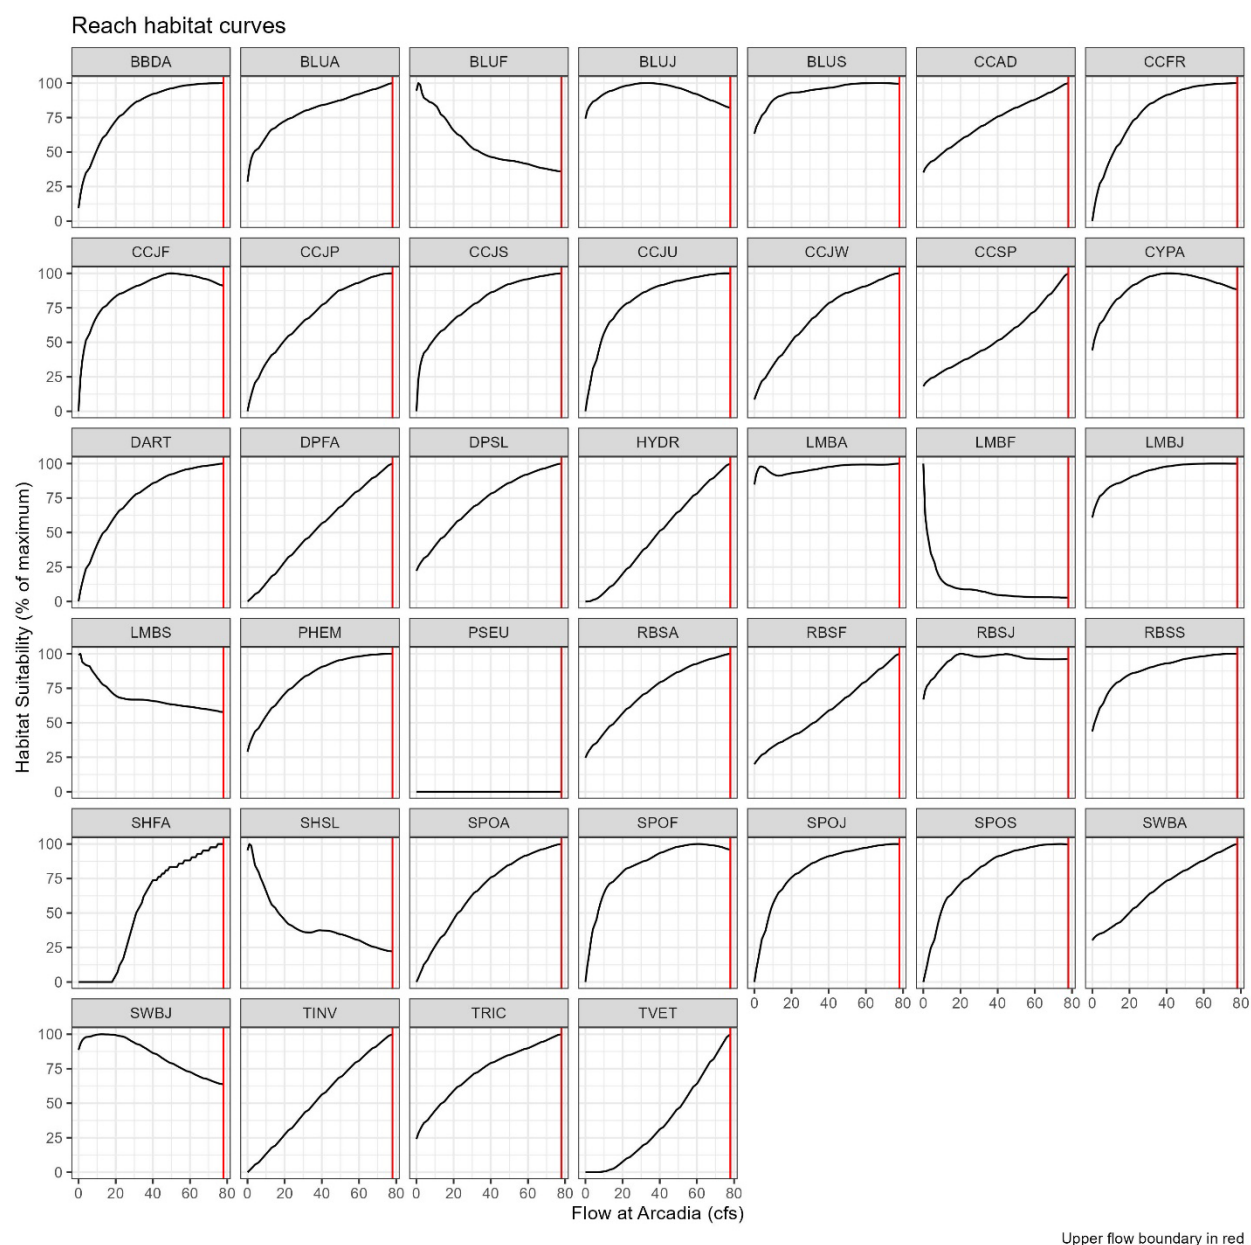 Reach habitat curves
BBDA BLUA BLUF BLUJ BLUS CCAD CCFR
100
75
50
25
0
CCJF CCJP CCJS CCJU CCJW CCSP CYPA
100
75
50
25
0
DART DPFA DPSL HYDR LMBA LMBF LMBJ
100
75
50
25
0
Habitat Suitability (% of maximum)
LMBS PHEM PSEU RBSA RBSF RBSJ RBSS
100
75
50
25
0
SHFA SHSL SPOA SPOF SPOJ SPOS SWBA
100
75
50
25
0
0 20 40 60 80 0 20 40 60 80 0 20 40 60 80
SWBJ TINV TRIC TVET
100
75
50
25
0
0 20 40 60 80 0 20 40 60 80 0 20 40 60 80 0 20 40 60 80
Flow at Arcadia (cfs)
Upper flow boundary in red